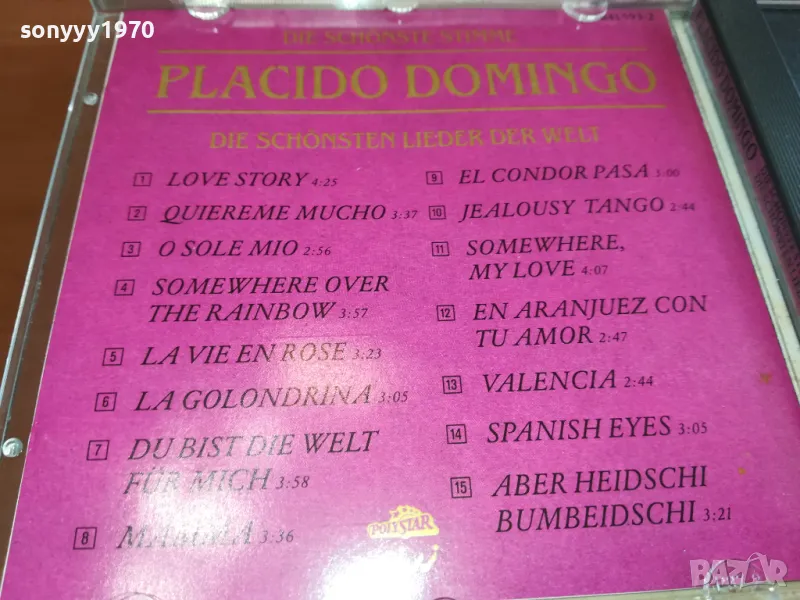 sonyyy1970
DIE SCHÖNSTE STIMME
PLACIDO DOMINGO
DIE SCHÖNSTEN LIEDER DER WELT
1 LOVE STORY 4:25
2 QUIEREME MUCHO 3:37
3 O SOLE MIO 2:56
4 SOMEWHERE OVER
THE RAINBOW 3:57
5 LA VIE EN ROSE 3:23
6 LA GOLONDRINA 3:05
7 DU BIST DIE WELT
FÜR MICH 3:58
8 MAMMA 3:36
9 EL CONDOR PASA 3:00
10 JEALOUSY TANGO 2:44
11 SOMEWHERE,
MY LOVE 4:07
12 EN ARANJUEZ CON
TU AMOR 2:47
13 VALENCIA 2:44
14 SPANISH EYES 3:05
15 ABER HEIDSCHI
BUMBEIDSCHI 3:21
POLYSTAR
DOMINGO
BAZAR